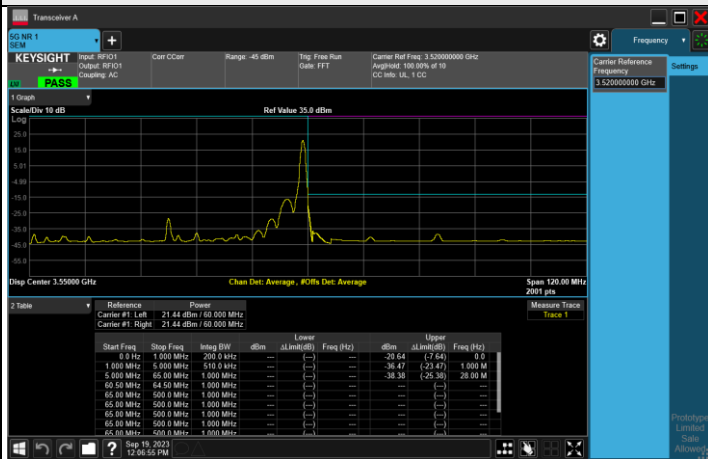 Transceiver A
5G NR 1
SEM
Frequency
KEYSIGHT
Input: RFIO1
Output: RFIO1
Coupling: AC
Corr CCorr
Range: -45 dBm
Trig: Free Run
Gate: FFT
Carrier Ref Freq: 3.520000000 GHz
Avg|Hold: 100.00% of 10
CC Info: UL, 1 CC
PASS
Carrier Reference
Frequency
3.520000000 GHz
Settings
1 Graph
Scale/Div 10 dB
Ref Value 35.0 dBm
Log
25.0
15.0
5.01
-4.99
-15.0
-25.0
-35.0
-45.0
-55.0
Disp Center 3.55000 GHz
Chan Det: Average, #Offs Det: Average
Span 120.00 MHz
2001 pts
2 Table
Reference Power
Carrier #1: Left 21.44 dBm / 60.000 MHz
Carrier #1: Right 21.44 dBm / 60.000 MHz
Measure Trace
Trace 1
Lower Upper
Start Freq Stop Freq Integ BW dBm ΔLimit(dB) Freq (Hz) dBm ΔLimit(dB) Freq (Hz)
0.0 Hz 1.000 MHz 200.0 kHz --- (---) --- -20.64 (-7.64) 0.0
1.000 MHz 5.000 MHz 510.0 kHz --- (---) --- -36.47 (-23.47) 1.000 M
5.000 MHz 65.00 MHz 1.000 MHz --- (---) --- -38.38 (-25.38) 28.00 M
60.50 MHz 64.50 MHz 1.000 MHz --- (---) --- --- (---) ---
65.00 MHz 500.0 MHz 1.000 MHz --- (---) --- --- (---) ---
65.00 MHz 500.0 MHz 1.000 MHz --- (---) --- --- (---) ---
65.00 MHz 500.0 MHz 1.000 MHz --- (---) --- --- (---) ---
65.00 MHz 500.0 MHz 1.000 MHz --- (---) --- --- (---) ---
65.00 MHz 500.0 MHz 1.000 MHz --- (---) --- --- (---) ---
Sep 19, 2023
12:06:55 PM
Prototype
Limited
Sale
Allowed